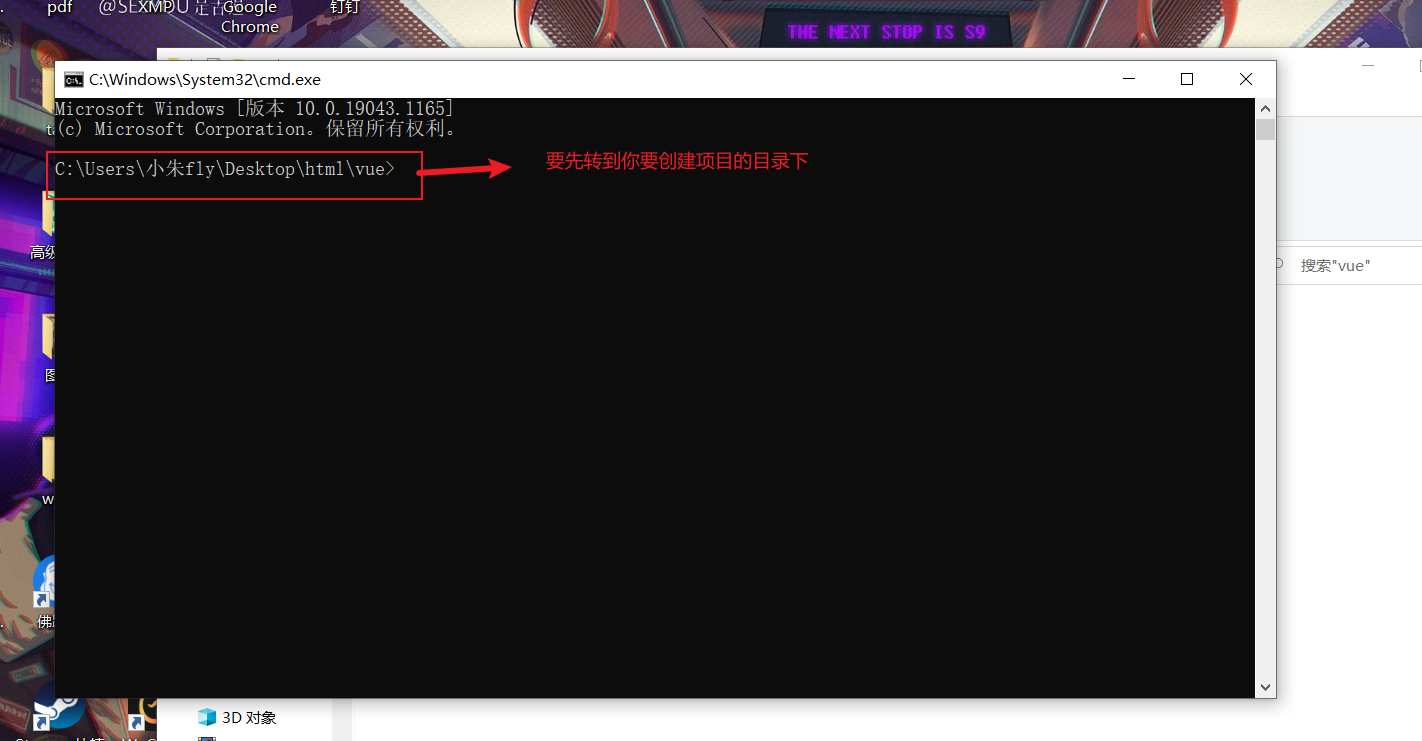 pdf
Google
Chrome
钉钉
THE NEXT STOP IS S9
C:\Windows\System32\cmd.exe
Microsoft Windows [版本 10.0.19043.1165]
(c) Microsoft Corporation。保留所有权利。
C:\Users\小朱fly\Desktop\html\vue>
要先转到你要创建项目的目录下
高级
搜索"vue"
图
w
佛
3D 对象